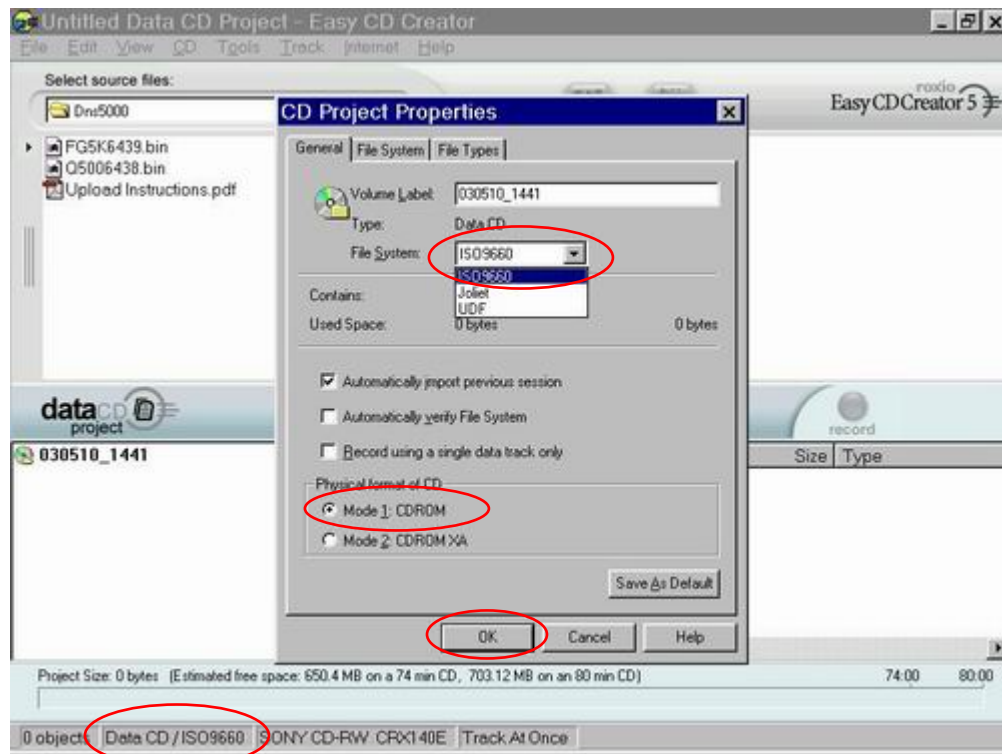 Untitled Data CD Project - Easy CD Creator
File Edit View CD Tools Track Internet Help
Select source files:
Dns5000
roxio
Easy CD Creator 5
FG5K6439.bin
Q5006438.bin
Upload Instructions.pdf
CD Project Properties
General File System File Types
Volume Label: 030510_1441
Type: Data CD
File System: ISO9660
ISO9660
Joliet
UDF
Contains:
Used Space: 0 bytes 0 bytes
Automatically import previous session
Automatically verify File System
Record using a single data track only
Physical format of CD
Mode 1: CDROM
Mode 2: CDROM XA
Save As Default
OK Cancel Help
datacd
project
record
030510_1441
Size Type
Project Size: 0 bytes (Estimated free space: 650.4 MB on a 74 min CD, 703.12 MB on an 80 min CD)
74:00 80:00
0 objects Data CD / ISO9660 SONY CD-RW CRX140E Track At Once